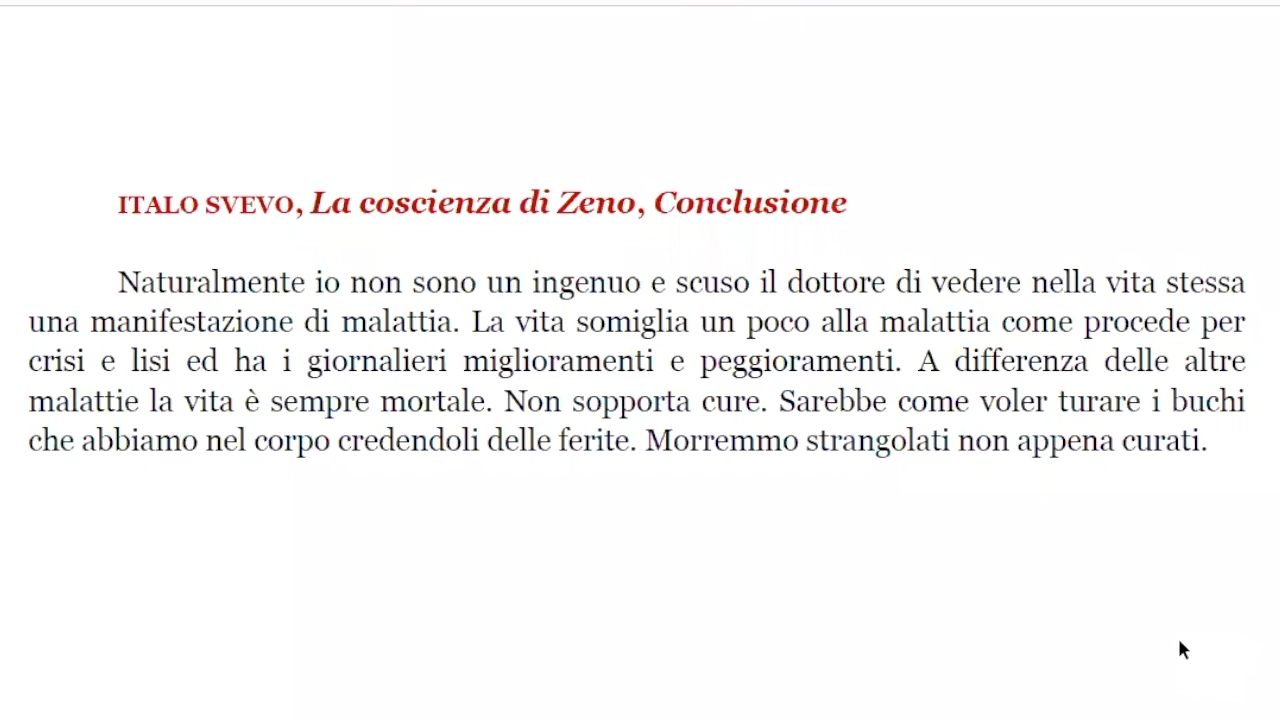 ITALO SVEVO, La coscienza di Zeno, Conclusione
Naturalmente io non sono un ingenuo e scuso il dottore di vedere nella vita stessa
una manifestazione di malattia. La vita somiglia un poco alla malattia come procede per
crisi e lisi ed ha i giornalieri miglioramenti e peggioramenti. A differenza delle altre
malattie la vita è sempre mortale. Non sopporta cure. Sarebbe come voler turare i buchi
che abbiamo nel corpo credendoli delle ferite. Morremmo strangolati non appena curati.